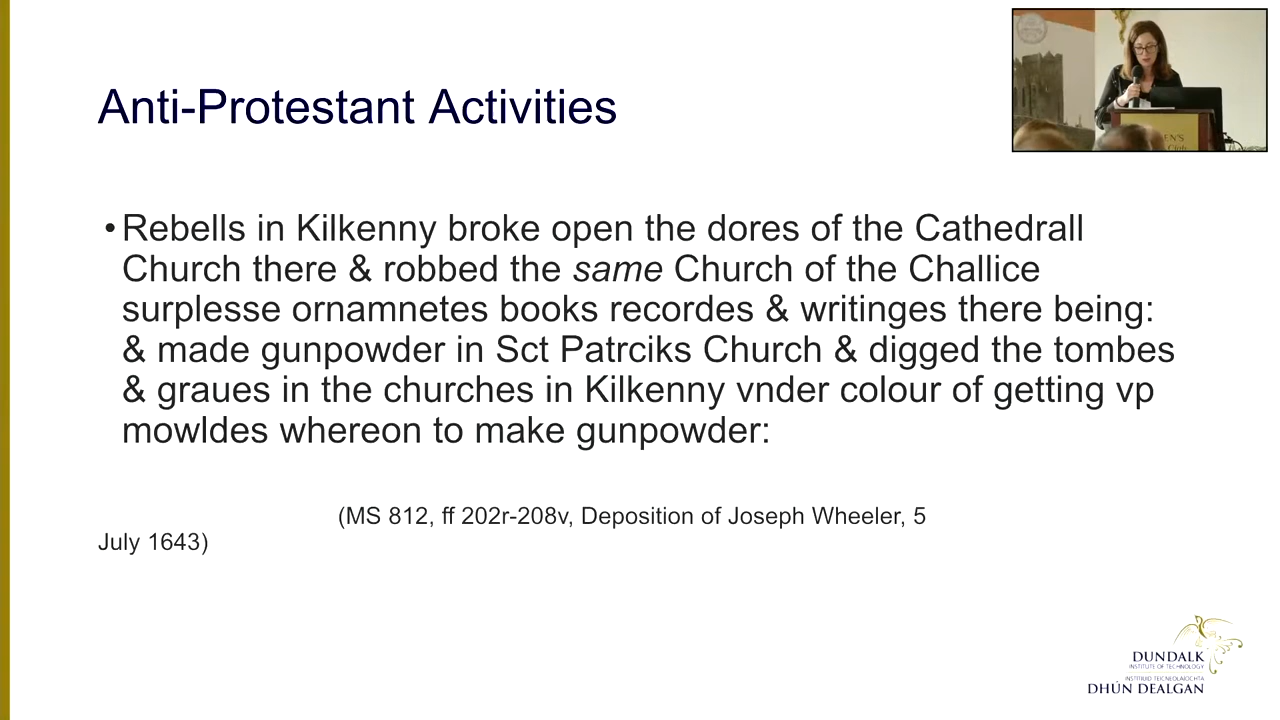 Anti-Protestant Activities
• Rebells in Kilkenny broke open the dores of the Cathedrall
Church there & robbed the same Church of the Challice
surplesse ornamnetes books recordes & writinges there being:
& made gunpowder in Sct Patrciks Church & digged the tombes
& graues in the churches in Kilkenny vnder colour of getting vp
mowldes whereon to make gunpowder:
(MS 812, ff 202r-208v, Deposition of Joseph Wheeler, 5
July 1643)
EN'S
Club
DUNDALK
INSTITUTE OF TECHNOLOGY
INSTITIÚID TEICNEOLAÍOCHTA
DHÚN DEALGAN